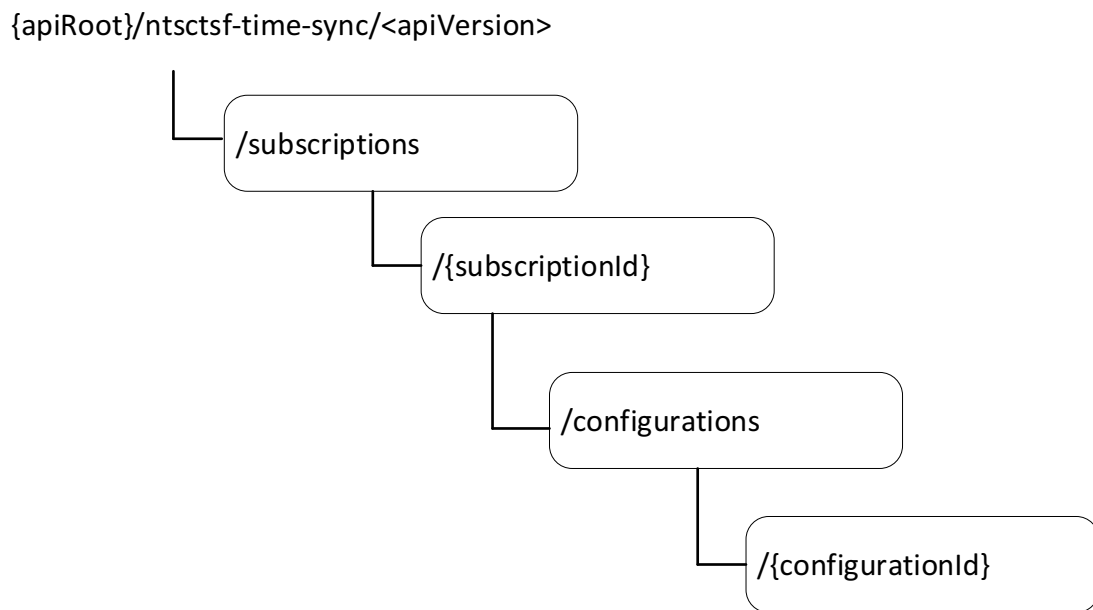 {apiRoot}/ntsctsf-time-sync/<apiVersion>
/subscriptions
/{subscriptionId}
/configurations
/{configurationId}